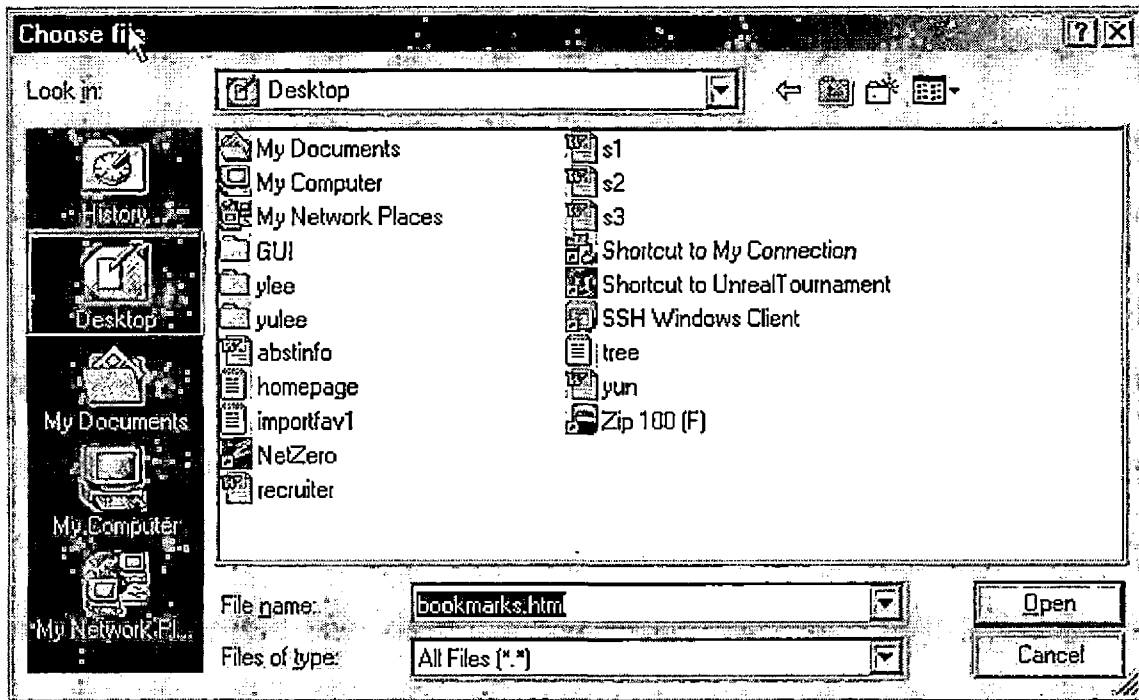 Choose file
Look in:
Desktop
History
Desktop
My Documents
My Computer
My Network Pl...
My Documents
My Computer
My Network Places
GUI
ylee
yulee
abstinfo
homepage
importfav1
NetZero
recruiter
s1
s2
s3
Shortcut to My Connection
Shortcut to UnrealTournament
SSH Windows Client
tree
yun
Zip 100 (F)
File name:
bookmarks.html
Open
Files of type:
All Files (*.*)
Cancel